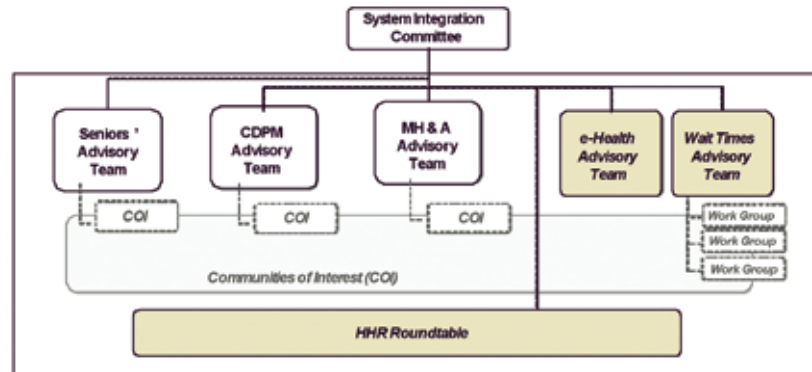 System Integration
Committee
Seniors '
Advisory
Team
CDPM
Advisory
Team
MH & A
Advisory
Team
e-Health
Advisory
Team
Wait Times
Advisory
Team
COI
COI
COI
Work Group
Work Group
Work Group
Communities of Interest (COI)
HHR Roundtable